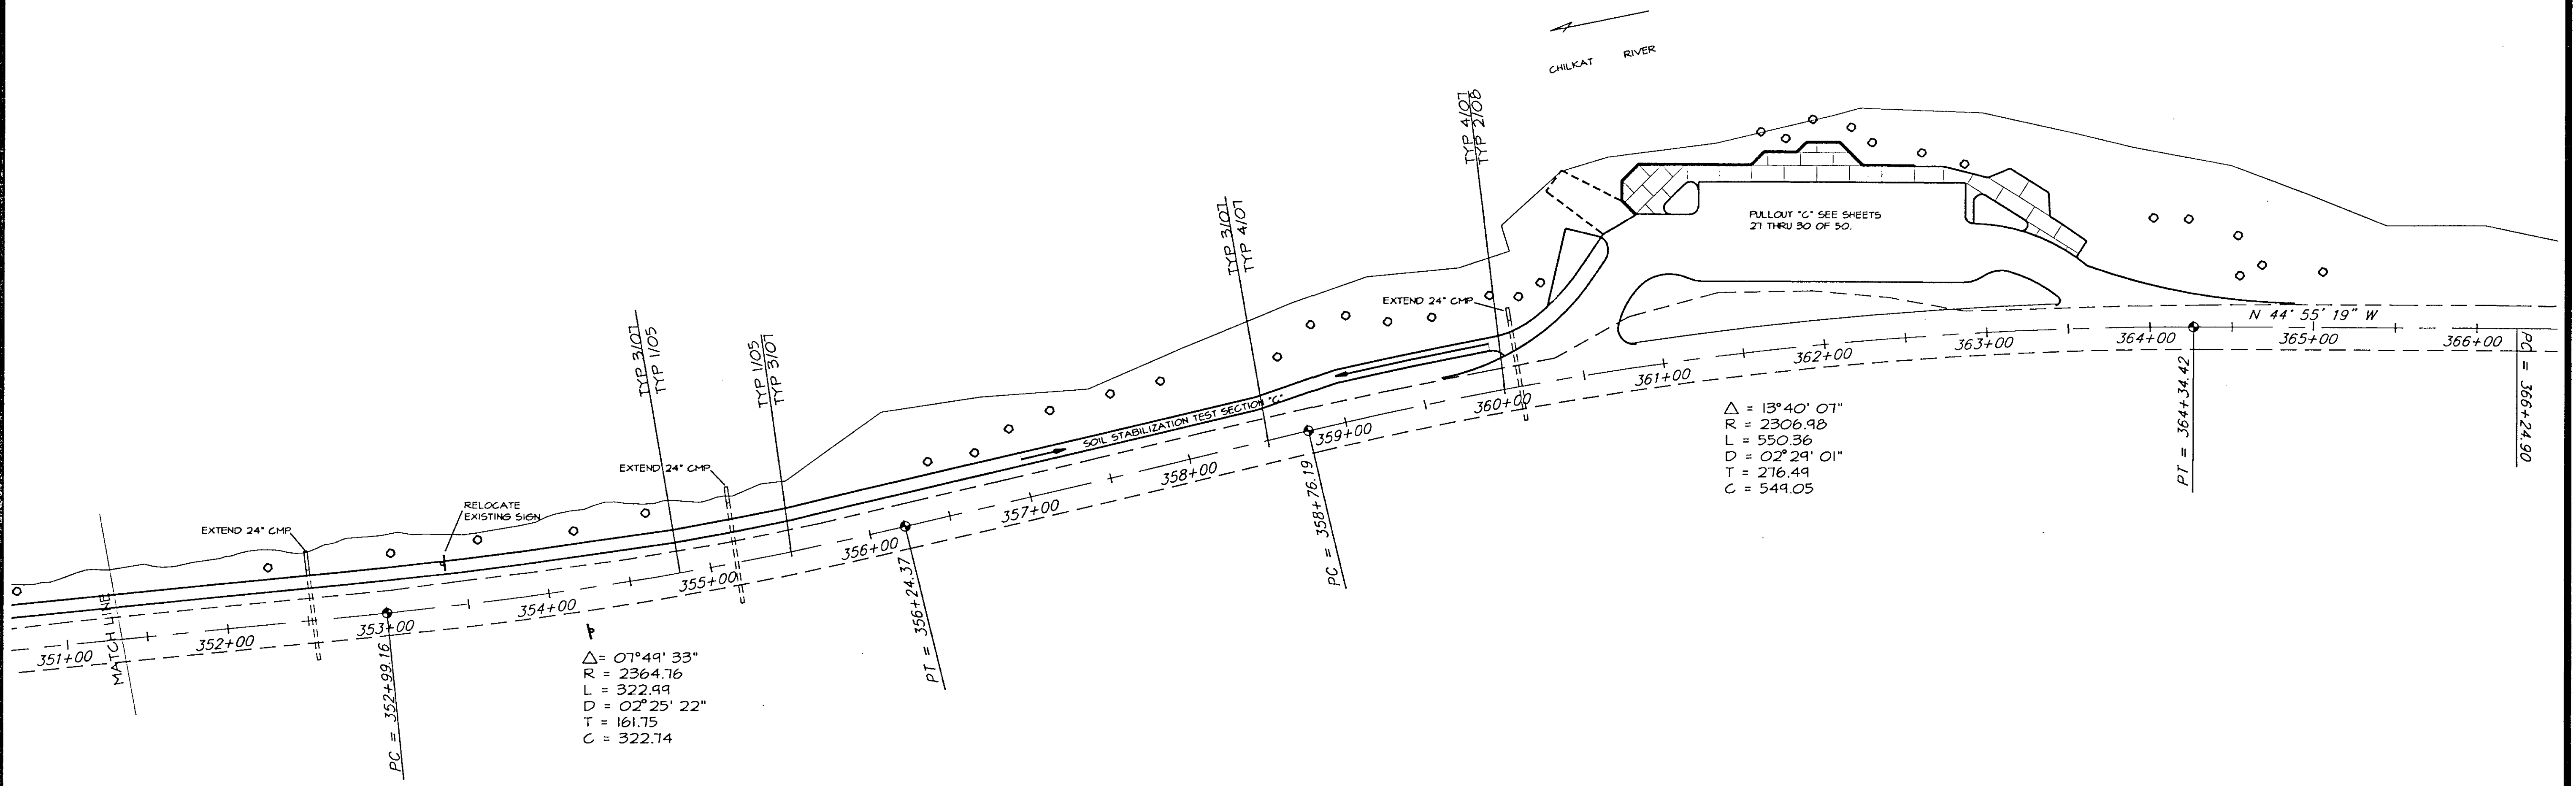 CHILKAT RIVER
TYP 4/07
TYP 2/08
TYP 3/07
TYP 4/07
PULLOUT "C" SEE SHEETS
27 THRU 30 OF 50.
EXTEND 24" CMP
N 44° 55' 19" W
TYP 3/07
TYP 1/05
TYP 1/05
TYP 3/07
SOIL STABILIZATION TEST SECTION "C"
EXTEND 24" CMP
RELOCATE
EXISTING SIGN
EXTEND 24" CMP
MATCH LINE
351+00
352+00
353+00
354+00
355+00
356+00
357+00
358+00
359+00
360+00
361+00
362+00
363+00
364+00
365+00
366+00
PC = 352+99.16
PT = 356+24.37
PC = 358+76.19
PT = 364+34.42
PC = 366+24.90
Δ= 07°49' 33"
R = 2364.76
L = 322.99
D = 02°25' 22"
T = 161.75
C = 322.74
Δ = 13°40' 07"
R = 2306.98
L = 550.36
D = 02°29' 01"
T = 276.49
C = 549.05